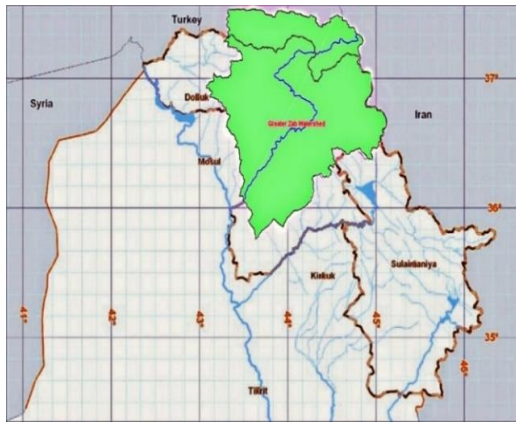 Turkey
37°
Syria
Dohuk
Greater Zab Watershed
Iran
Mosul
36°
Sulaimaniya
Kirkuk
41°
42°
43°
44°
45°
35°
46°
Tikrit